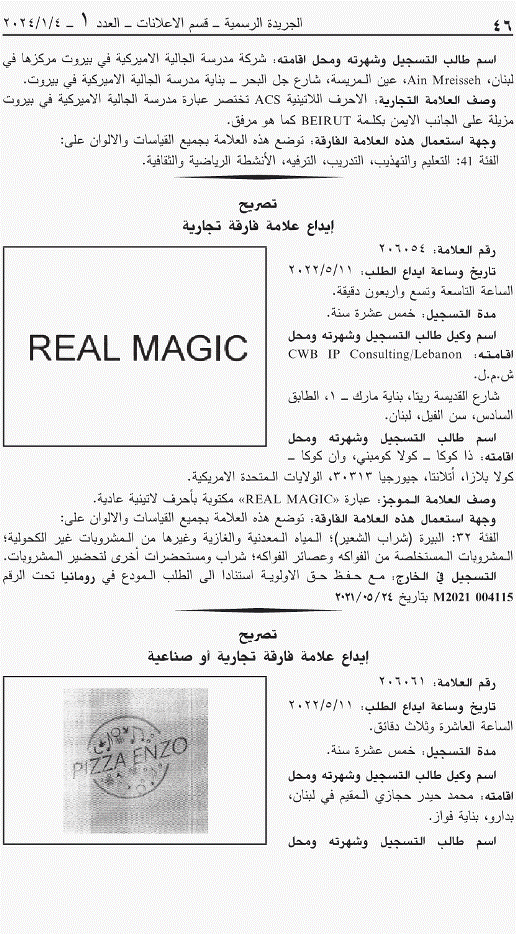 ٤٦
الجريدة الرسمية ــ قسم الاعلانات ــ العدد ١ ــ ٢٠٢٤/١/٤
اسم طالب التسجيل وشهرته ومحل اقامته: شركة مدرسة الجالية الاميركية في بيروت مركزها في
لبنان، Ain Mreisseh، عين المريسة، شارع جل البحر ــ بناية مدرسة الجالية الاميركية في بيروت.
وصف العلامة التجارية: الاحرف اللاتينية ACS تختصر عبارة مدرسة الجالية الاميركية في بيروت
مزيلة على الجانب الايمن بكلمة BEIRUT كما هو مرفق.
وجهة استعمال هذه العلامة الفارقة: توضع هذه العلامة بجميع القياسات والالوان على:
الفئة 41: التعليم والتهذيب، التدريب، الترفيه، الأنشطة الرياضية والثقافية.
تصريح
إيداع علامة فارقة تجارية
رقم العلامة: ٢٠٦٠٥٤
تاريخ وساعة ايداع الطلب: ٢٠٢٢/٥/١١
الساعة التاسعة وتسع واربعون دقيقة.
مدة التسجيل: خمس عشرة سنة.
اسم وكيل طالب التسجيل وشهرته ومحل
اقامته: CWB IP Consulting/Lebanon
ش.م.ل.
شارع القديسة ريتا، بناية مارك ــ ١، الطابق
السادس، سن الفيل، لبنان.
اسم طالب التسجيل وشهرته ومحل
اقامته: ذا كوكا ــ كولا كومبني، وان كوكا ــ
REAL MAGIC
كولا بلازا، أتلانتا، جيورجيا ٣٠٣١٣، الولايات المتحدة الامريكية.
وصف العلامة الموجز: عبارة «REAL MAGIC» مكتوبة بأحرف لاتينية عادية.
وجهة استعمال هذه العلامة الفارقة: توضع هذه العلامة بجميع القياسات والالوان على:
الفئة ٣٢: البيرة (شراب الشعير)؛ المياه المعدنية والغازية وغيرها من المشروبات غير الكحولية؛
المشروبات المستخلصة من الفواكه وعصائر الفواكه؛ شراب ومستحضرات أخرى لتحضير المشروبات.
التسجيل في الخارج: مع حفظ حق الاولوية استنادا الى الطلب المودع في رومانيا تحت الرقم
M2021 004115 بتاريخ ٢٠٢١/٠٥/٢٤
تصريح
إيداع علامة فارقة تجارية أو صناعية
رقم العلامة: ٢٠٦٠٦١
تاريخ وساعة ايداع الطلب: ٢٠٢٢/٥/١١
الساعة العاشرة وثلاث دقائق.
مدة التسجيل: خمس عشرة سنة.
اسم وكيل طالب التسجيل وشهرته ومحل
اقامته: محمد حيدر حجازي المقيم في لبنان،
بدارو، بناية فواز.
اسم طالب التسجيل وشهرته ومحل
PIZZA ENZO